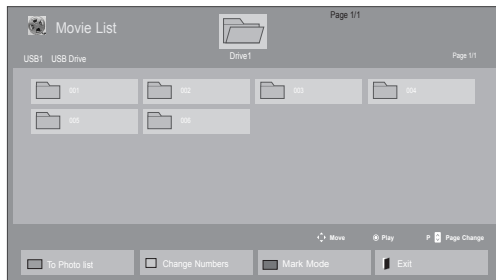 Page 1/1
Movie List
Drive1
USB1 USB Drive
Page 1/1
001 002 003 004
005 006
Move Play P Page Change
To Photo list Change Numbers Mark Mode Exit